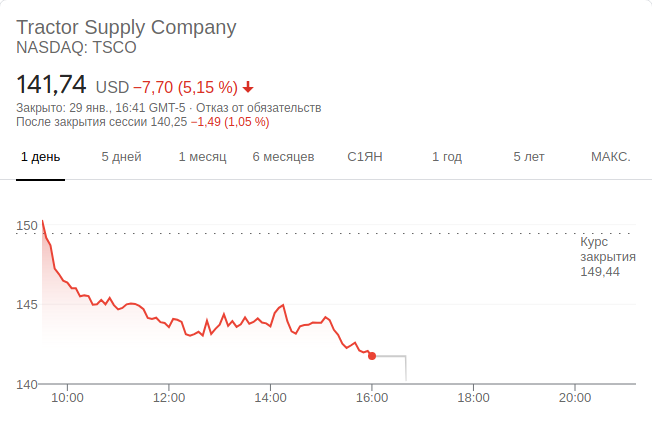 Tractor Supply Company
NASDAQ: TSCO
141,74 USD −7,70 (5,15 %)
Закрыто: 29 янв., 16:41 GMT-5 · Отказ от обязательств
После закрытия сессии 140,25 −1,49 (1,05 %)
1 день 5 дней 1 месяц 6 месяцев С1ЯН 1 год 5 лет МАКС.
150
Курс
закрытия
149,44
145
140
10:00 12:00 14:00 16:00 18:00 20:00